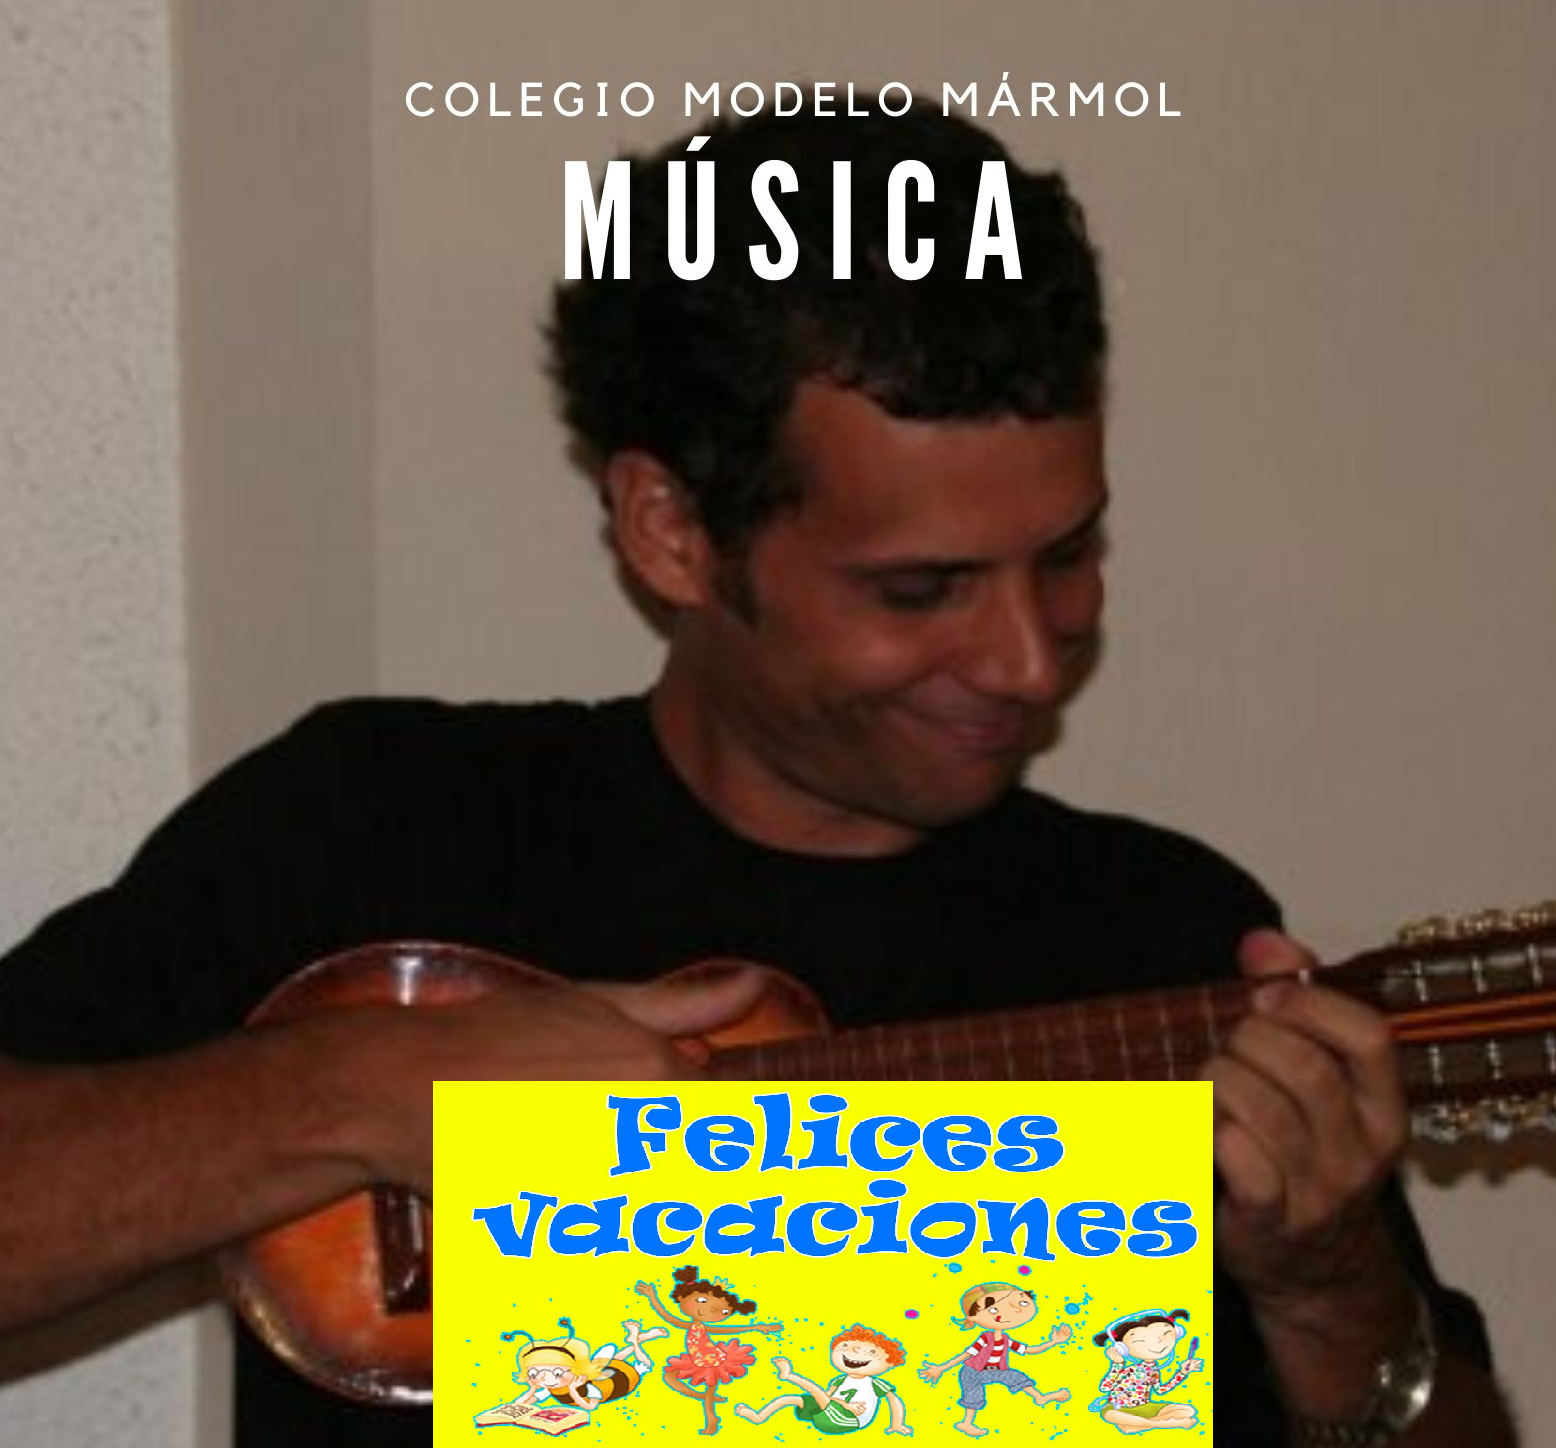 COLEGIO MODELO MÁRMOL
MÚSICA
Felices
vacaciones